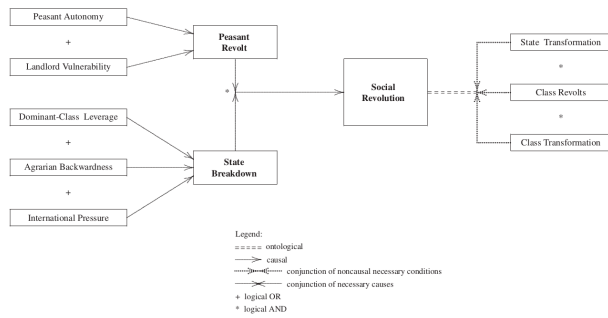 Peasant Autonomy
+
Landlord Vulnerability
Peasant
Revolt
*
Dominant-Class Leverage
+
Agrarian Backwardness
+
International Pressure
State
Breakdown
Social
Revolution
State Transformation
*
Class Revolts
*
Class Transformation
Legend:
ontological
causal
conjunction of noncausal necessary conditions
conjunction of necessary causes
+ logical OR
* logical AND